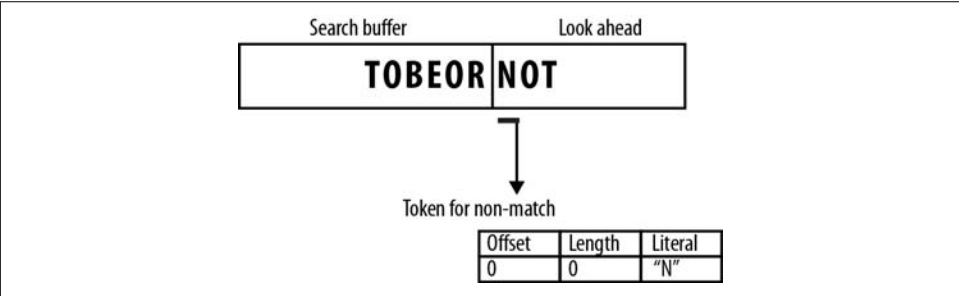 Search buffer Look ahead
TOBEOR NOT
Token for non-match
Offset Length Literal
0 0 “N”